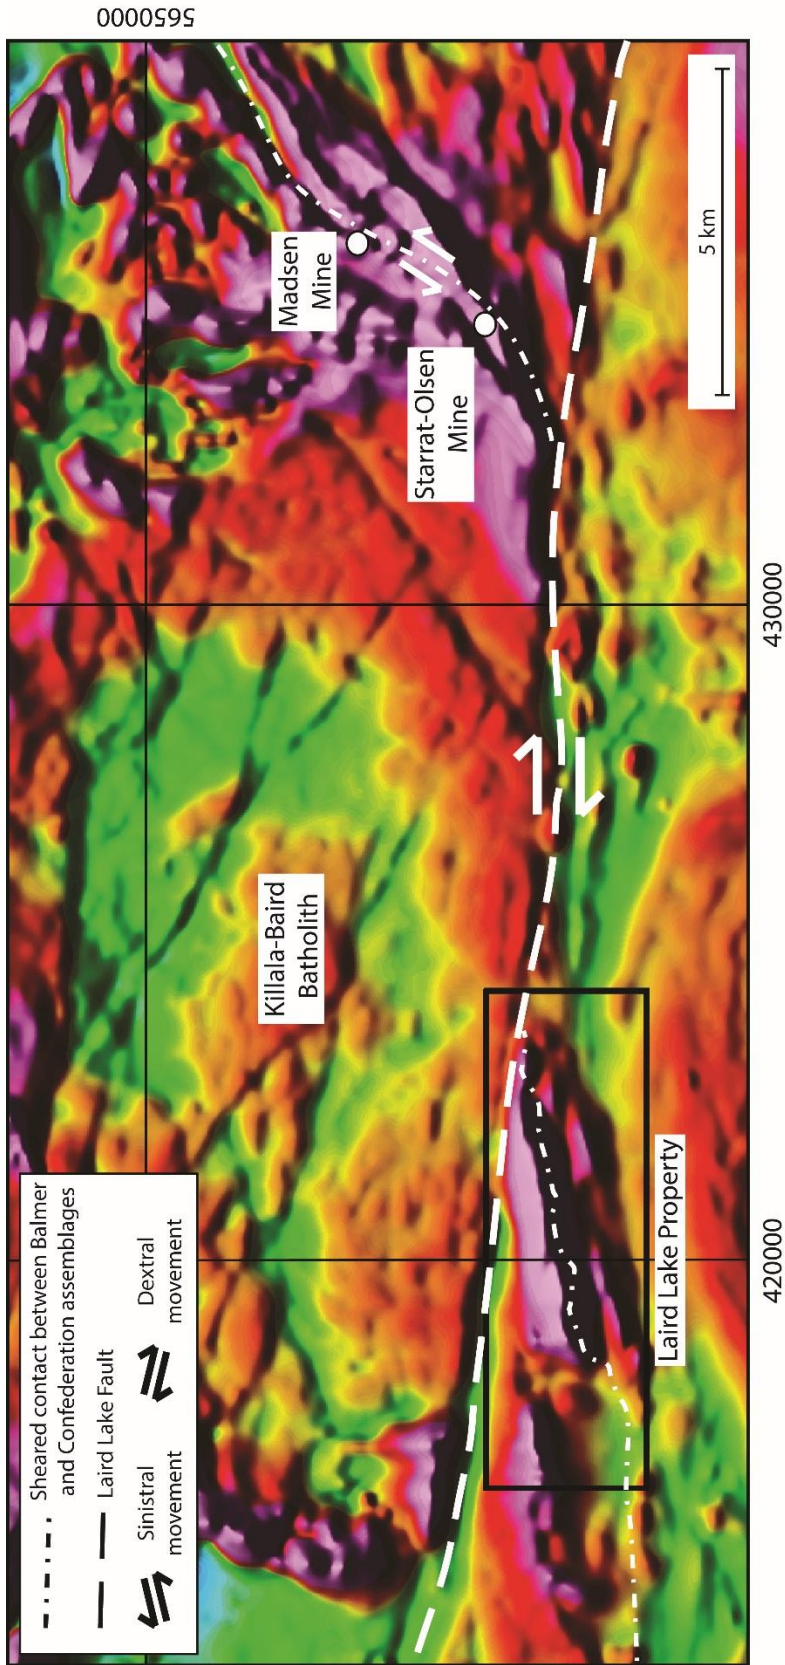 5650000
Sheared contact between Balmer
and Confederation assemblages
Laird Lake Fault
Sinistral
movement
Dextral
movement
Killala-Baird
Batholith
Madsen
Mine
Starrat-Olsen
Mine
Laird Lake Property
5 km
420000
430000